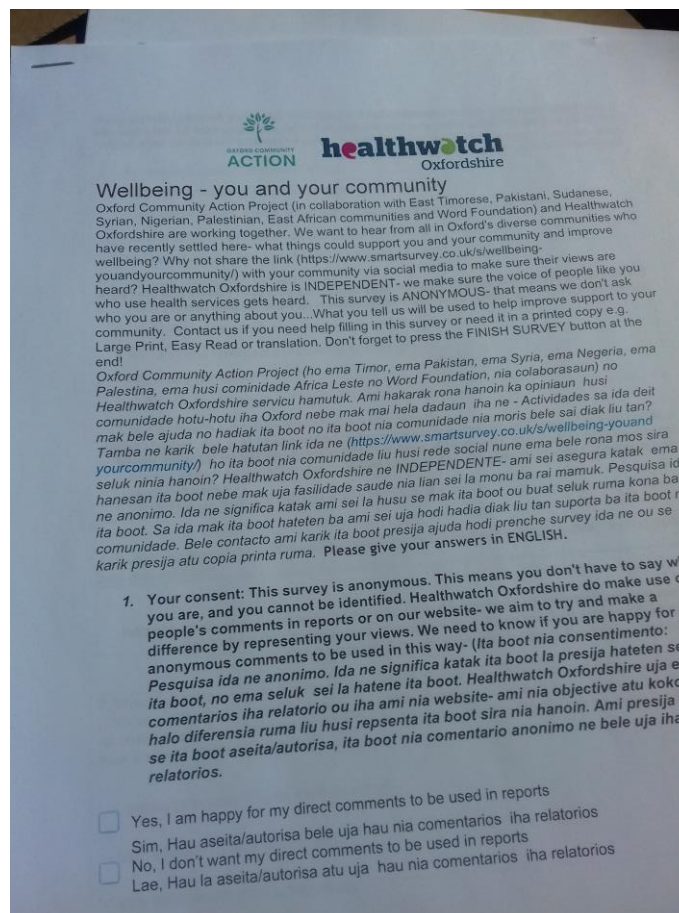 OXFORD COMMUNITY
ACTION
healthwatch
Oxfordshire
Wellbeing - you and your community
Oxford Community Action Project (in collaboration with East Timorese, Pakistani, Sudanese,
Syrian, Nigerian, Palestinian, East African communities and Word Foundation) and Healthwatch
Oxfordshire are working together. We want to hear from all in Oxford's diverse communities who
have recently settled here- what things could support you and your community and improve
wellbeing? Why not share the link (https://www.smartsurvey.co.uk/s/wellbeing-
youandyourcommunity/) with your community via social media to make sure their views are
heard? Healthwatch Oxfordshire is INDEPENDENT- we make sure the voice of people like you
who use health services gets heard. This survey is ANONYMOUS- that means we don't ask
who you are or anything about you...What you tell us will be used to help improve support to your
community. Contact us if you need help filling in this survey or need it in a printed copy e.g.
Large Print, Easy Read or translation. Don't forget to press the FINISH SURVEY button at the
end!
Oxford Community Action Project (ho ema Timor, ema Pakistan, ema Syria, ema Negeria, ema
Palestina, ema husi cominidade Africa Leste no Word Foundation, nia colaborasaun) no
Healthwatch Oxfordshire servicu hamutuk. Ami hakarak rona hanoin ka opiniaun husi
comunidade hotu-hotu iha Oxford nebe mak mai hela dadaun iha ne - Actividades sa ida deit
mak bele ajuda no hadiak ita boot no ita boot nia comunidade nia moris bele sai diak liu tan?
Tamba ne karik bele hatutan link ida ne (https://www.smartsurvey.co.uk/s/wellbeing-youand
yourcommunity/) ho ita boot nia comunidade liu husi rede social nune ema bele rona mos sira
seluk ninia hanoin? Healthwatch Oxfordshire ne INDEPENDENTE- ami sei asegura katak ema
hanesan ita boot nebe mak uja fasilidade saude nia lian sei la monu ba rai mamuk. Pesquisa id
ne anonimo. Ida ne significa katak ami sei la husu se mak ita boot ou buat seluk ruma kona ba
ita boot. Sa ida mak ita boot hateten ba ami sei uja hodi hadia diak liu tan suporta ba ita boot
comunidade. Bele contacto ami karik ita boot presija ajuda hodi prenche survey ida ne ou se
karik presija atu copia printa ruma. Please give your answers in ENGLISH.
1. Your consent: This survey is anonymous. This means you don't have to say w
you are, and you cannot be identified. Healthwatch Oxfordshire do make use
people's comments in reports or on our website- we aim to try and make a
difference by representing your views. We need to know if you are happy for
anonymous comments to be used in this way- (Ita boot nia consentimento:
Pesquisa ida ne anonimo. Ida ne significa katak ita boot la presija hateten se
ita boot, no ema seluk sei la hatene ita boot. Healthwatch Oxfordshire uja e
comentarios iha relatorio ou iha ami nia website- ami nia objective atu koko
halo diferensia ruma liu husi repsenta ita boot sira nia hanoin. Ami presija
se ita boot aseita/autorisa, ita boot nia comentario anonimo ne bele uja iha
relatorios.
Yes, I am happy for my direct comments to be used in reports
Sim, Hau aseita/autorisa bele uja hau nia comentarios iha relatorios
No, I don't want my direct comments to be used in reports
Lae, Hau la aseita/autorisa atu uja hau nia comentarios iha relatorios